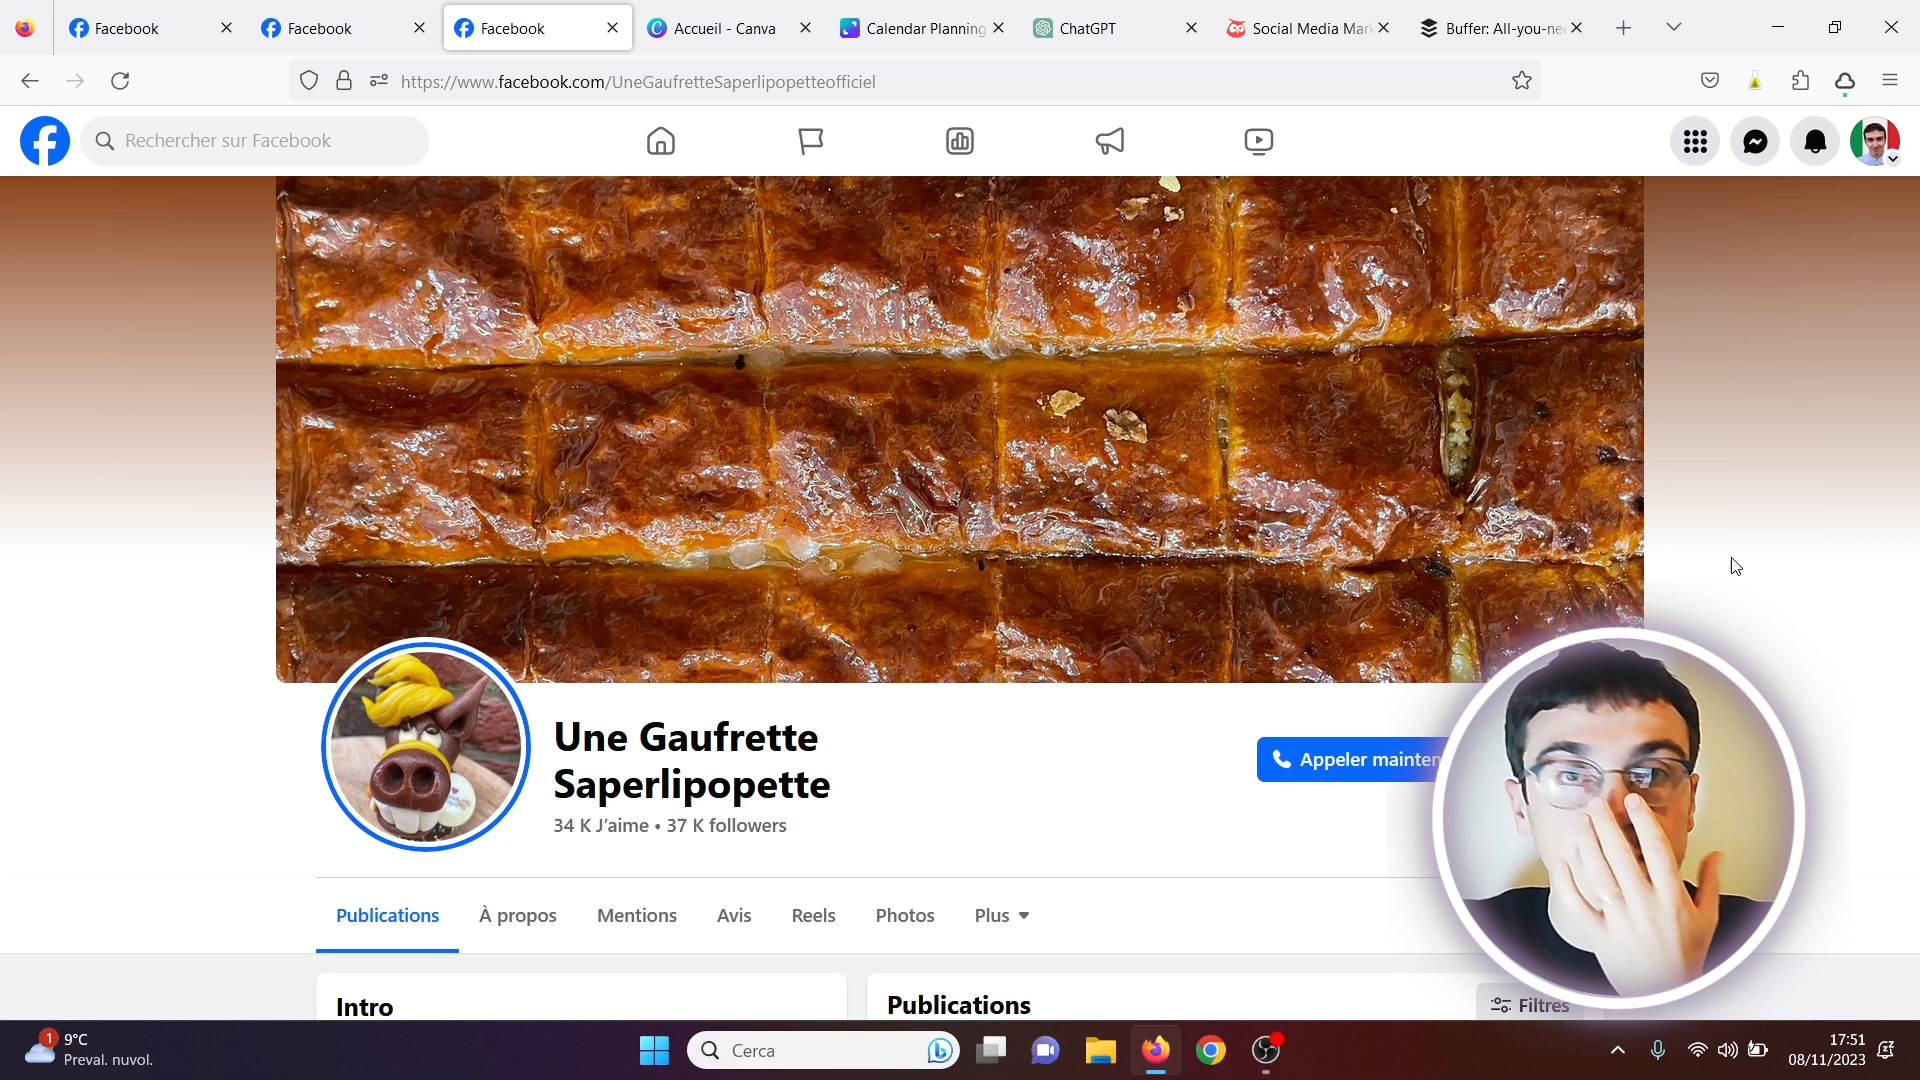 Facebook
Facebook
Facebook
Accueil - Canva
Calendar Planning
ChatGPT
Social Media Mar
Buffer: All-you-nee
https://www.facebook.com/UneGaufretteSaperlipopetteofficiel
Rechercher sur Facebook
Une Gaufrette
Saperlipopette
34 K J’aime • 37 K followers
Appeler mainten
Publications
À propos
Mentions
Avis
Reels
Photos
Plus
Intro
Publications
Filtres
1
9°C
Preval. nuvol.
Cerca
17:51
08/11/2023